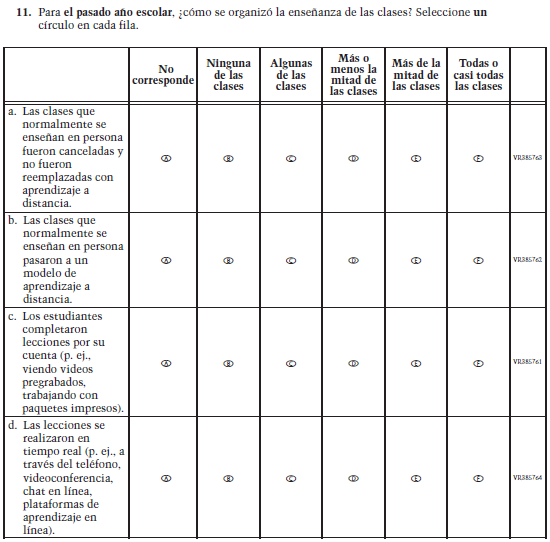 11. Para el pasado año escolar, ¿cómo se organizó la enseñanza de las clases? Seleccione un
círculo en cada fila.
No
corresponde
Ninguna
de las
clases
Algunas
de las
clases
Más o
menos la
mitad de
las clases
Más de la
mitad de
las clases
Todas o
casi todas
las clases
a. Las clases que
normalmente se
enseñan en persona
fueron canceladas y
no fueron
reemplazadas con
aprendizaje a
distancia.
A B C D E F VR385763
b. Las clases que
normalmente se
enseñan en persona
pasaron a un
modelo de
aprendizaje a
distancia.
A B C D E F VR385762
c. Los estudiantes
completaron
lecciones por su
cuenta (p. ej.,
viendo videos
pregrabados,
trabajando con
paquetes impresos).
A B C D E F VR385761
d. Las lecciones se
realizaron en
tiempo real (p. ej., a
través del teléfono,
videoconferencia,
chat en línea,
plataformas de
aprendizaje en
línea).
A B C D E F VR385764